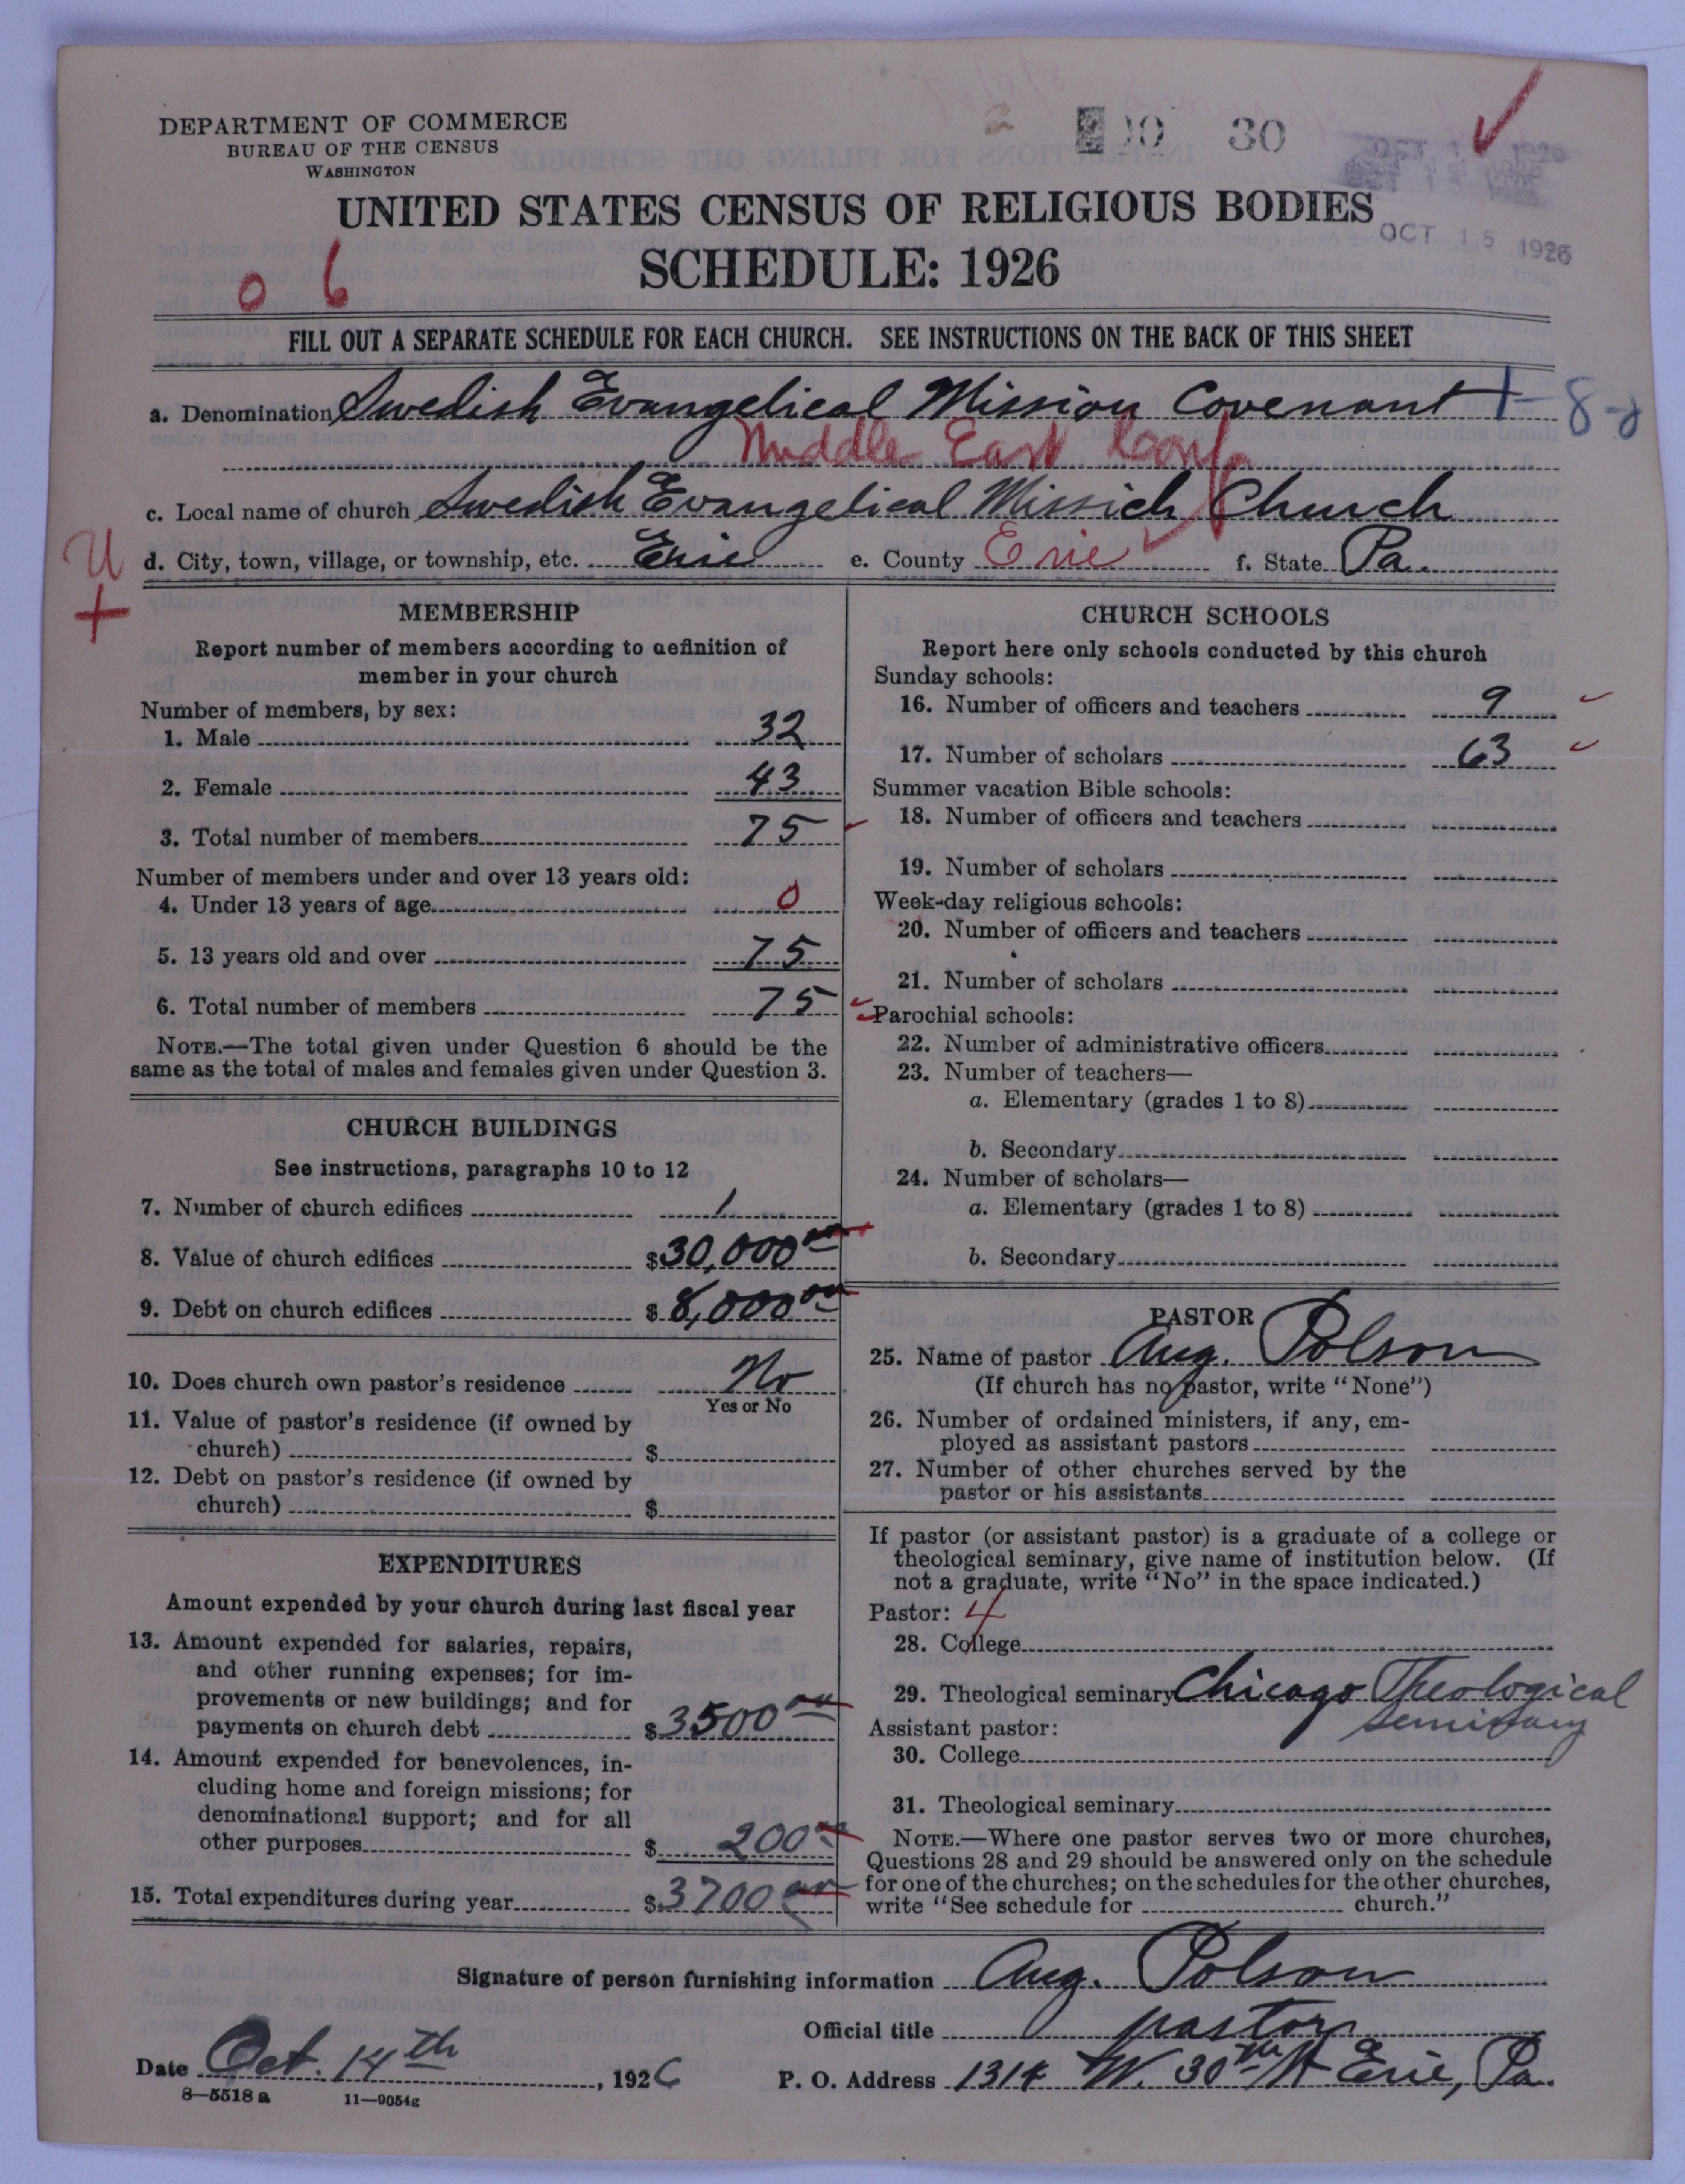 DEPARTMENT OF COMMERCE
BUREAU OF THE CENSUS
WASHINGTON
30
OCT 15 1926
UNITED STATES CENSUS OF RELIGIOUS BODIES
SCHEDULE: 1926
0 6
FILL OUT A SEPARATE SCHEDULE FOR EACH CHURCH. SEE INSTRUCTIONS ON THE BACK OF THIS SHEET
a. Denomination Swedish Evangelical Mission Covenant
Middle East Conf
c. Local name of church Swedish Evangelical Mission Church
U
d. City, town, village, or township, etc. Erie e. County Erie f. State Pa.
MEMBERSHIP
Report number of members according to definition of
member in your church
Number of members, by sex:
1. Male 32
2. Female 43
3. Total number of members 75
Number of members under and over 13 years old:
4. Under 13 years of age 0
5. 13 years old and over 75
6. Total number of members 75
NOTE.—The total given under Question 6 should be the
same as the total of males and females given under Question 3.
CHURCH BUILDINGS
See instructions, paragraphs 10 to 12
7. Number of church edifices 1
8. Value of church edifices $30,000 00
9. Debt on church edifices $8,000 00
10. Does church own pastor's residence No
Yes or No
11. Value of pastor's residence (if owned by
church) $
12. Debt on pastor's residence (if owned by
church) $
EXPENDITURES
Amount expended by your church during last fiscal year
13. Amount expended for salaries, repairs,
and other running expenses; for im-
provements or new buildings; and for
payments on church debt $3500 00
14. Amount expended for benevolences, in-
cluding home and foreign missions; for
denominational support; and for all
other purposes $200 00
15. Total expenditures during year $3700 00
CHURCH SCHOOLS
Report here only schools conducted by this church
Sunday schools:
16. Number of officers and teachers 9
17. Number of scholars 63
Summer vacation Bible schools:
18. Number of officers and teachers
19. Number of scholars
Week-day religious schools:
20. Number of officers and teachers
21. Number of scholars
Parochial schools:
22. Number of administrative officers
23. Number of teachers—
a. Elementary (grades 1 to 8)
b. Secondary
24. Number of scholars—
a. Elementary (grades 1 to 8)
b. Secondary
PASTOR
25. Name of pastor Aug. Polson
(If church has no pastor, write "None")
26. Number of ordained ministers, if any, em-
ployed as assistant pastors
27. Number of other churches served by the
pastor or his assistants
If pastor (or assistant pastor) is a graduate of a college or
theological seminary, give name of institution below. (If
not a graduate, write "No" in the space indicated.)
Pastor: 4
28. College
29. Theological seminary Chicago Theological
Seminary
Assistant pastor:
30. College
31. Theological seminary
NOTE.—Where one pastor serves two or more churches,
Questions 28 and 29 should be answered only on the schedule
for one of the churches; on the schedules for the other churches,
write "See schedule for church."
Signature of person furnishing information Aug. Polson
Official title pastor
Date Oct. 14th, 1926 P. O. Address 1314 W. 30th St Erie, Pa.
8—5518 a 11—9054g